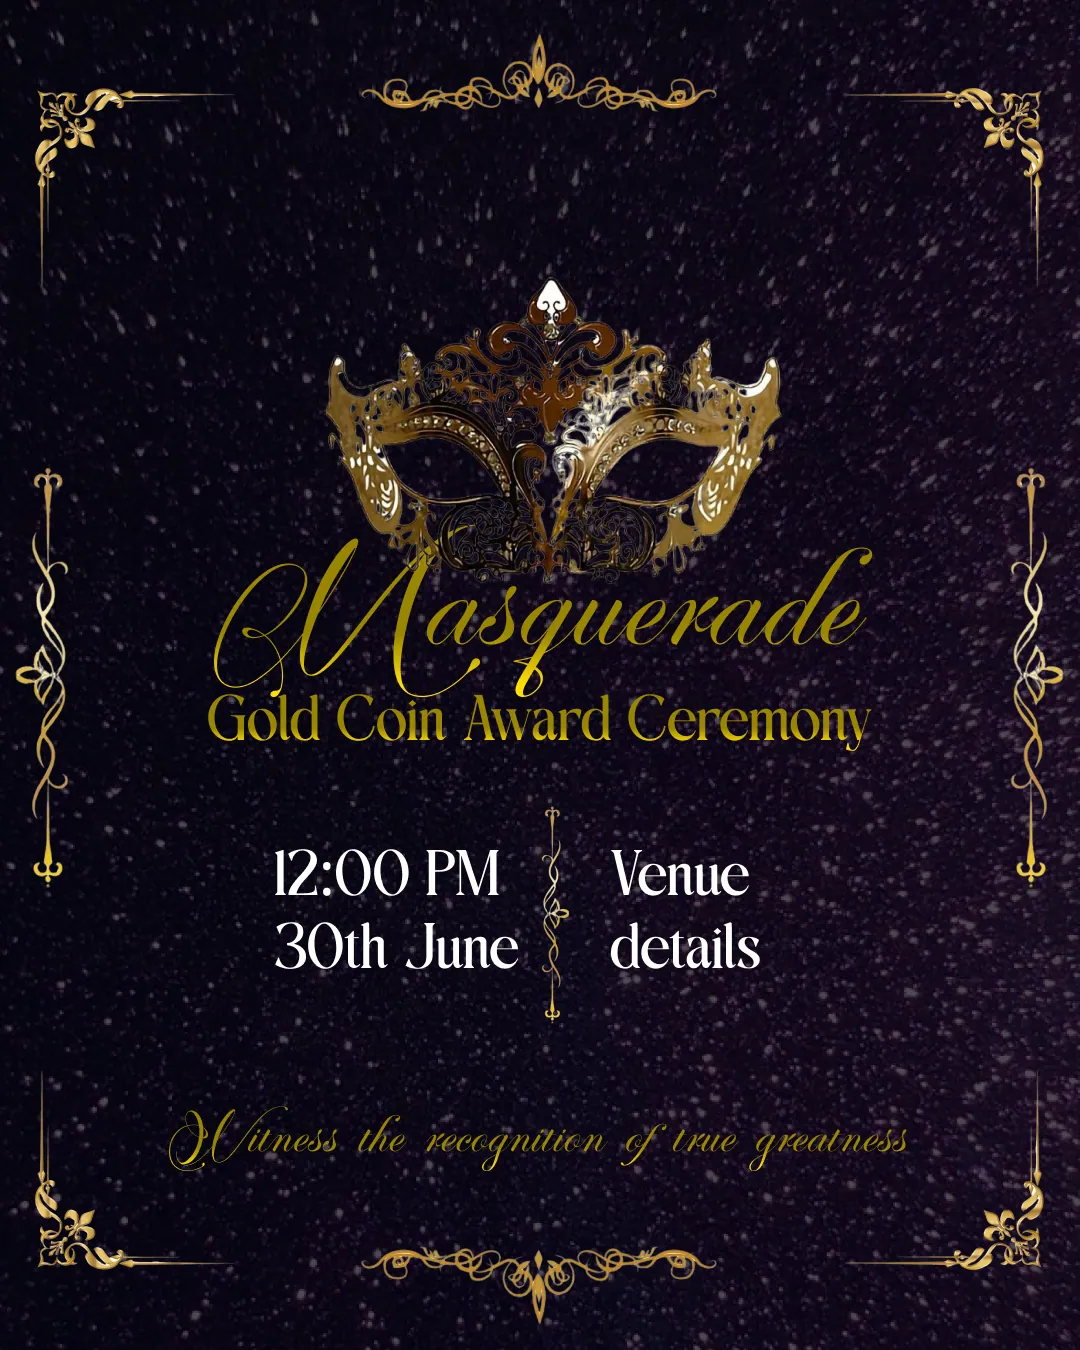 Masquerade
Gold Coin Award Ceremony
12:00 PM
30th June
Venue
details
Witness the recognition of true greatness